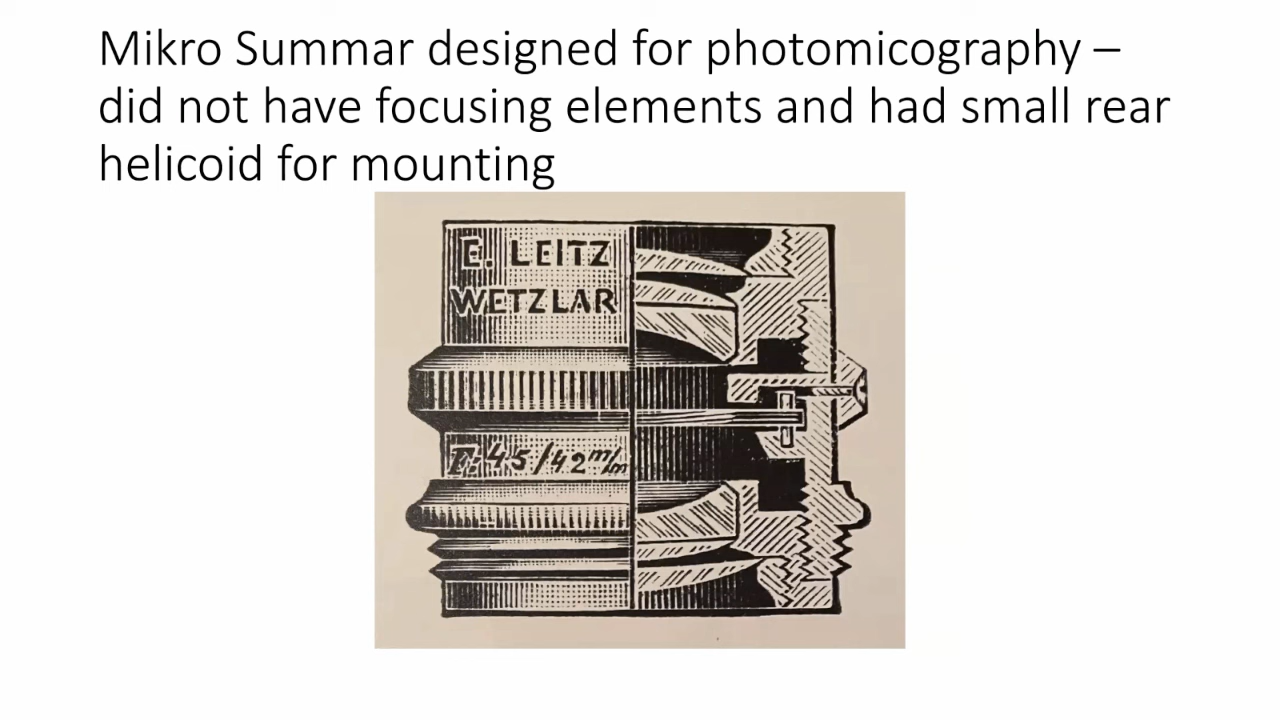 Mikro Summar designed for photomicography –
did not have focusing elements and had small rear
helicoid for mounting
E. LEITZ
WETZLAR
F:4,5/42 m/m